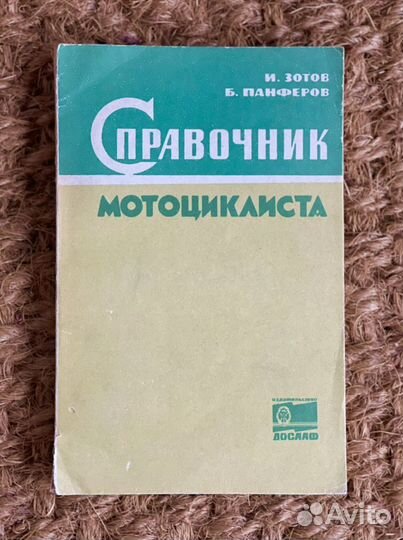 И. ЗОТОВ
Б. ПАНФЕРОВ
СПРАВОЧНИК
МОТОЦИКЛИСТА
ИЗДАТЕЛЬСТВО
ДОСААФ
Avito